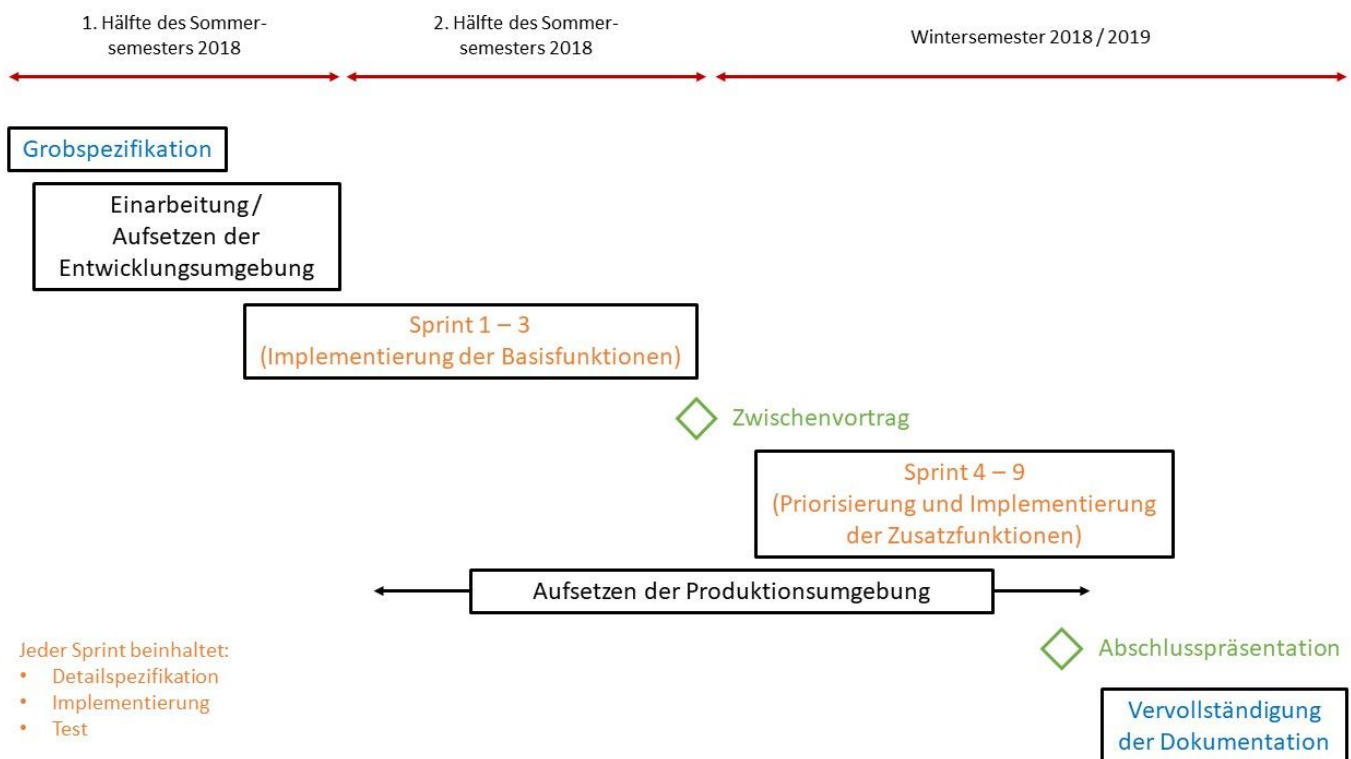 1. Hälfte des Sommer-
semesters 2018
2. Hälfte des Sommer-
semesters 2018
Wintersemester 2018 / 2019
Grobspezifikation
Einarbeitung /
Aufsetzen der
Entwicklungsumgebung
Sprint 1 – 3
(Implementierung der Basisfunktionen)
Zwischenvortrag
Sprint 4 – 9
(Priorisierung und Implementierung
der Zusatzfunktionen)
Aufsetzen der Produktionsumgebung
Abschlusspräsentation
Jeder Sprint beinhaltet:
• Detailspezifikation
• Implementierung
• Test
Vervollständigung
der Dokumentation